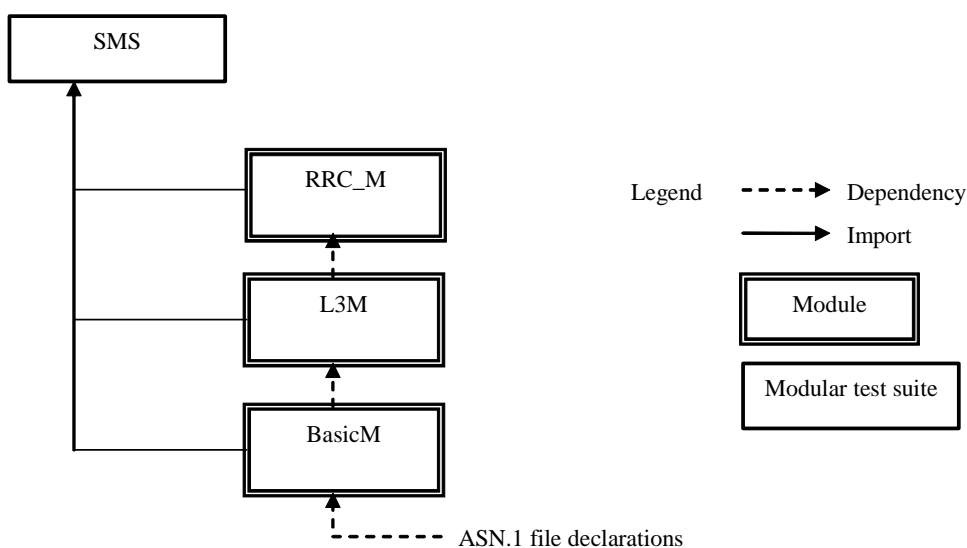 SMS
RRC_M
Legend
Dependency
Import
L3M
Module
Modular test suite
BasicM
ASN.1 file declarations